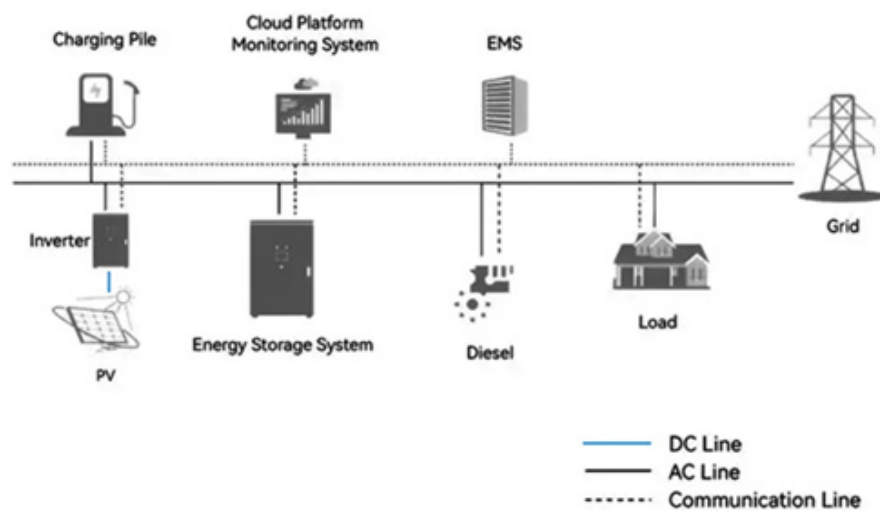 Charging Pile
Cloud Platform
Monitoring System
EMS
Grid
Inverter
PV
Energy Storage System
Diesel
Load
DC Line
AC Line
Communication Line